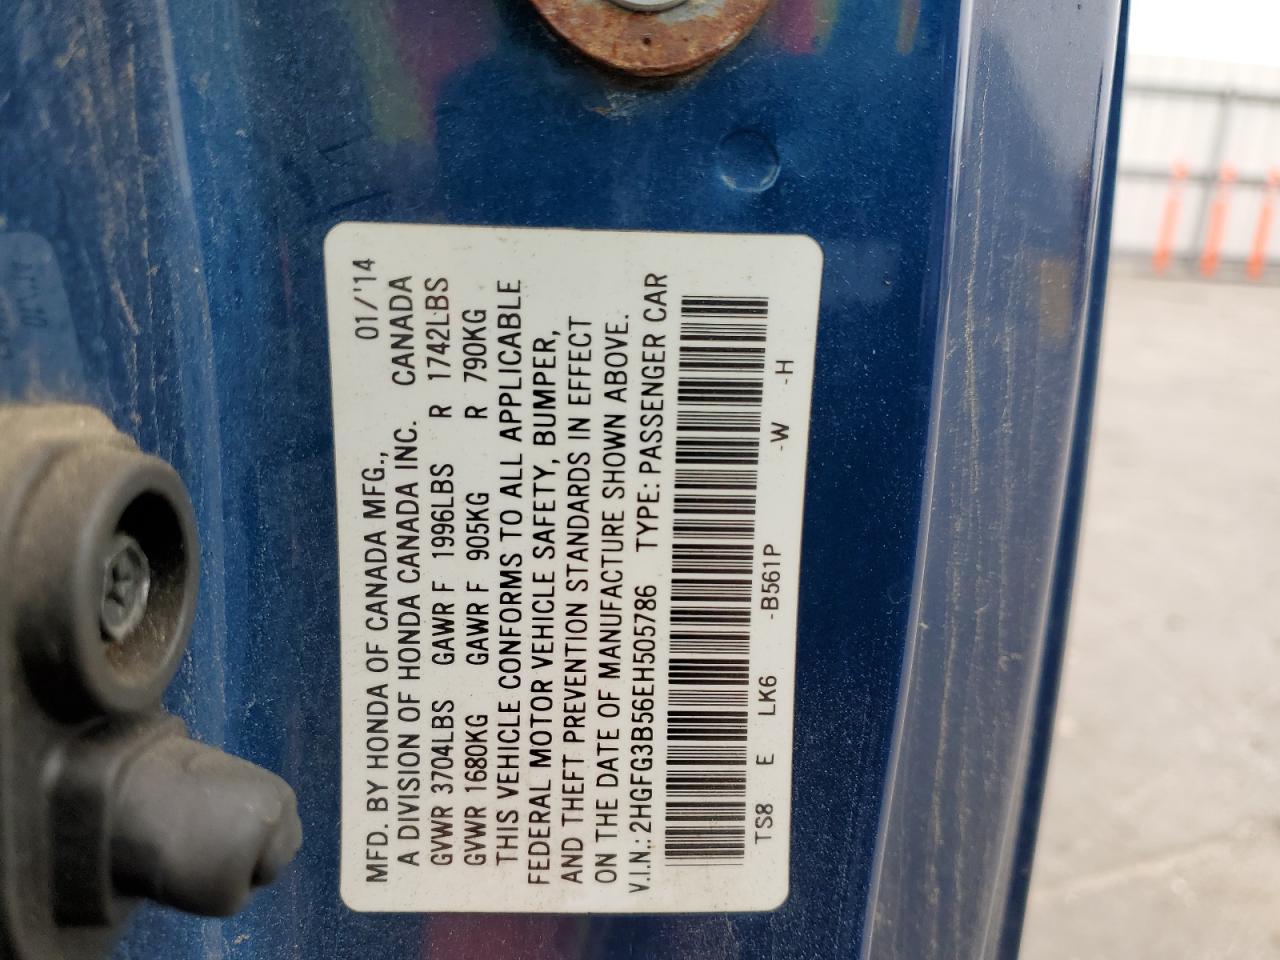 MFD. BY HONDA OF CANADA MFG., 01/'14
A DIVISION OF HONDA CANADA INC. CANADA
GVWR 3704LBS GAWR F 1996LBS R 1742LBS
GVWR 1680KG GAWR F 905KG R 790KG
THIS VEHICLE CONFORMS TO ALL APPLICABLE
FEDERAL MOTOR VEHICLE SAFETY, BUMPER,
AND THEFT PREVENTION STANDARDS IN EFFECT
ON THE DATE OF MANUFACTURE SHOWN ABOVE.
V.I.N.: 2HGFG3B56EH505786 TYPE: PASSENGER CAR
TS8 E LK6 -B561P -W -H